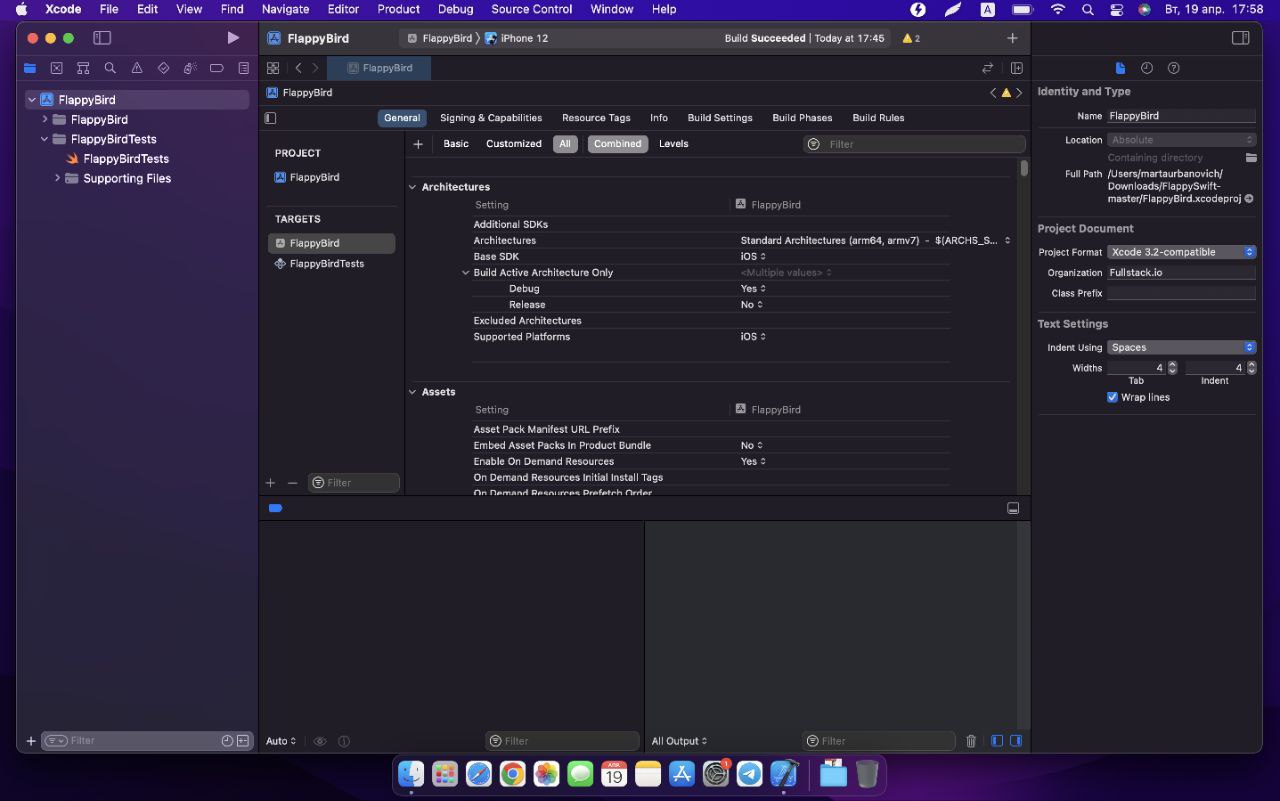 Xcode File Edit View Find Navigate Editor Product Debug Source Control Window Help A Вт, 19 апр. 17:58
FlappyBird FlappyBird iPhone 12 Build Succeeded | Today at 17:45 2
FlappyBird
FlappyBird
FlappyBird
FlappyBirdTests
FlappyBirdTests
Supporting Files
Filter
FlappyBird
General Signing & Capabilities Resource Tags Info Build Settings Build Phases Build Rules
PROJECT
FlappyBird
TARGETS
FlappyBird
FlappyBirdTests
Filter
Basic Customized All Combined Levels Filter
Architectures
Setting FlappyBird
Additional SDKs
Architectures Standard Architectures (arm64, armv7) - $(ARCHS_S...
Base SDK iOS
Build Active Architecture Only <Multiple values>
Debug Yes
Release No
Excluded Architectures
Supported Platforms iOS
Assets
Setting FlappyBird
Asset Pack Manifest URL Prefix
Embed Asset Packs In Product Bundle No
Enable On Demand Resources Yes
On Demand Resources Initial Install Tags
On Demand Resources Prefetch Order
Auto Filter All Output Filter
Identity and Type
Name FlappyBird
Location Absolute
Containing directory
Full Path /Users/martaurbanovich/
Downloads/FlappySwift-
master/FlappyBird.xcodeproj
Project Document
Project Format Xcode 3.2-compatible
Organization Fullstack.io
Class Prefix
Text Settings
Indent Using Spaces
Widths 4 4
Tab Indent
Wrap lines
19
1